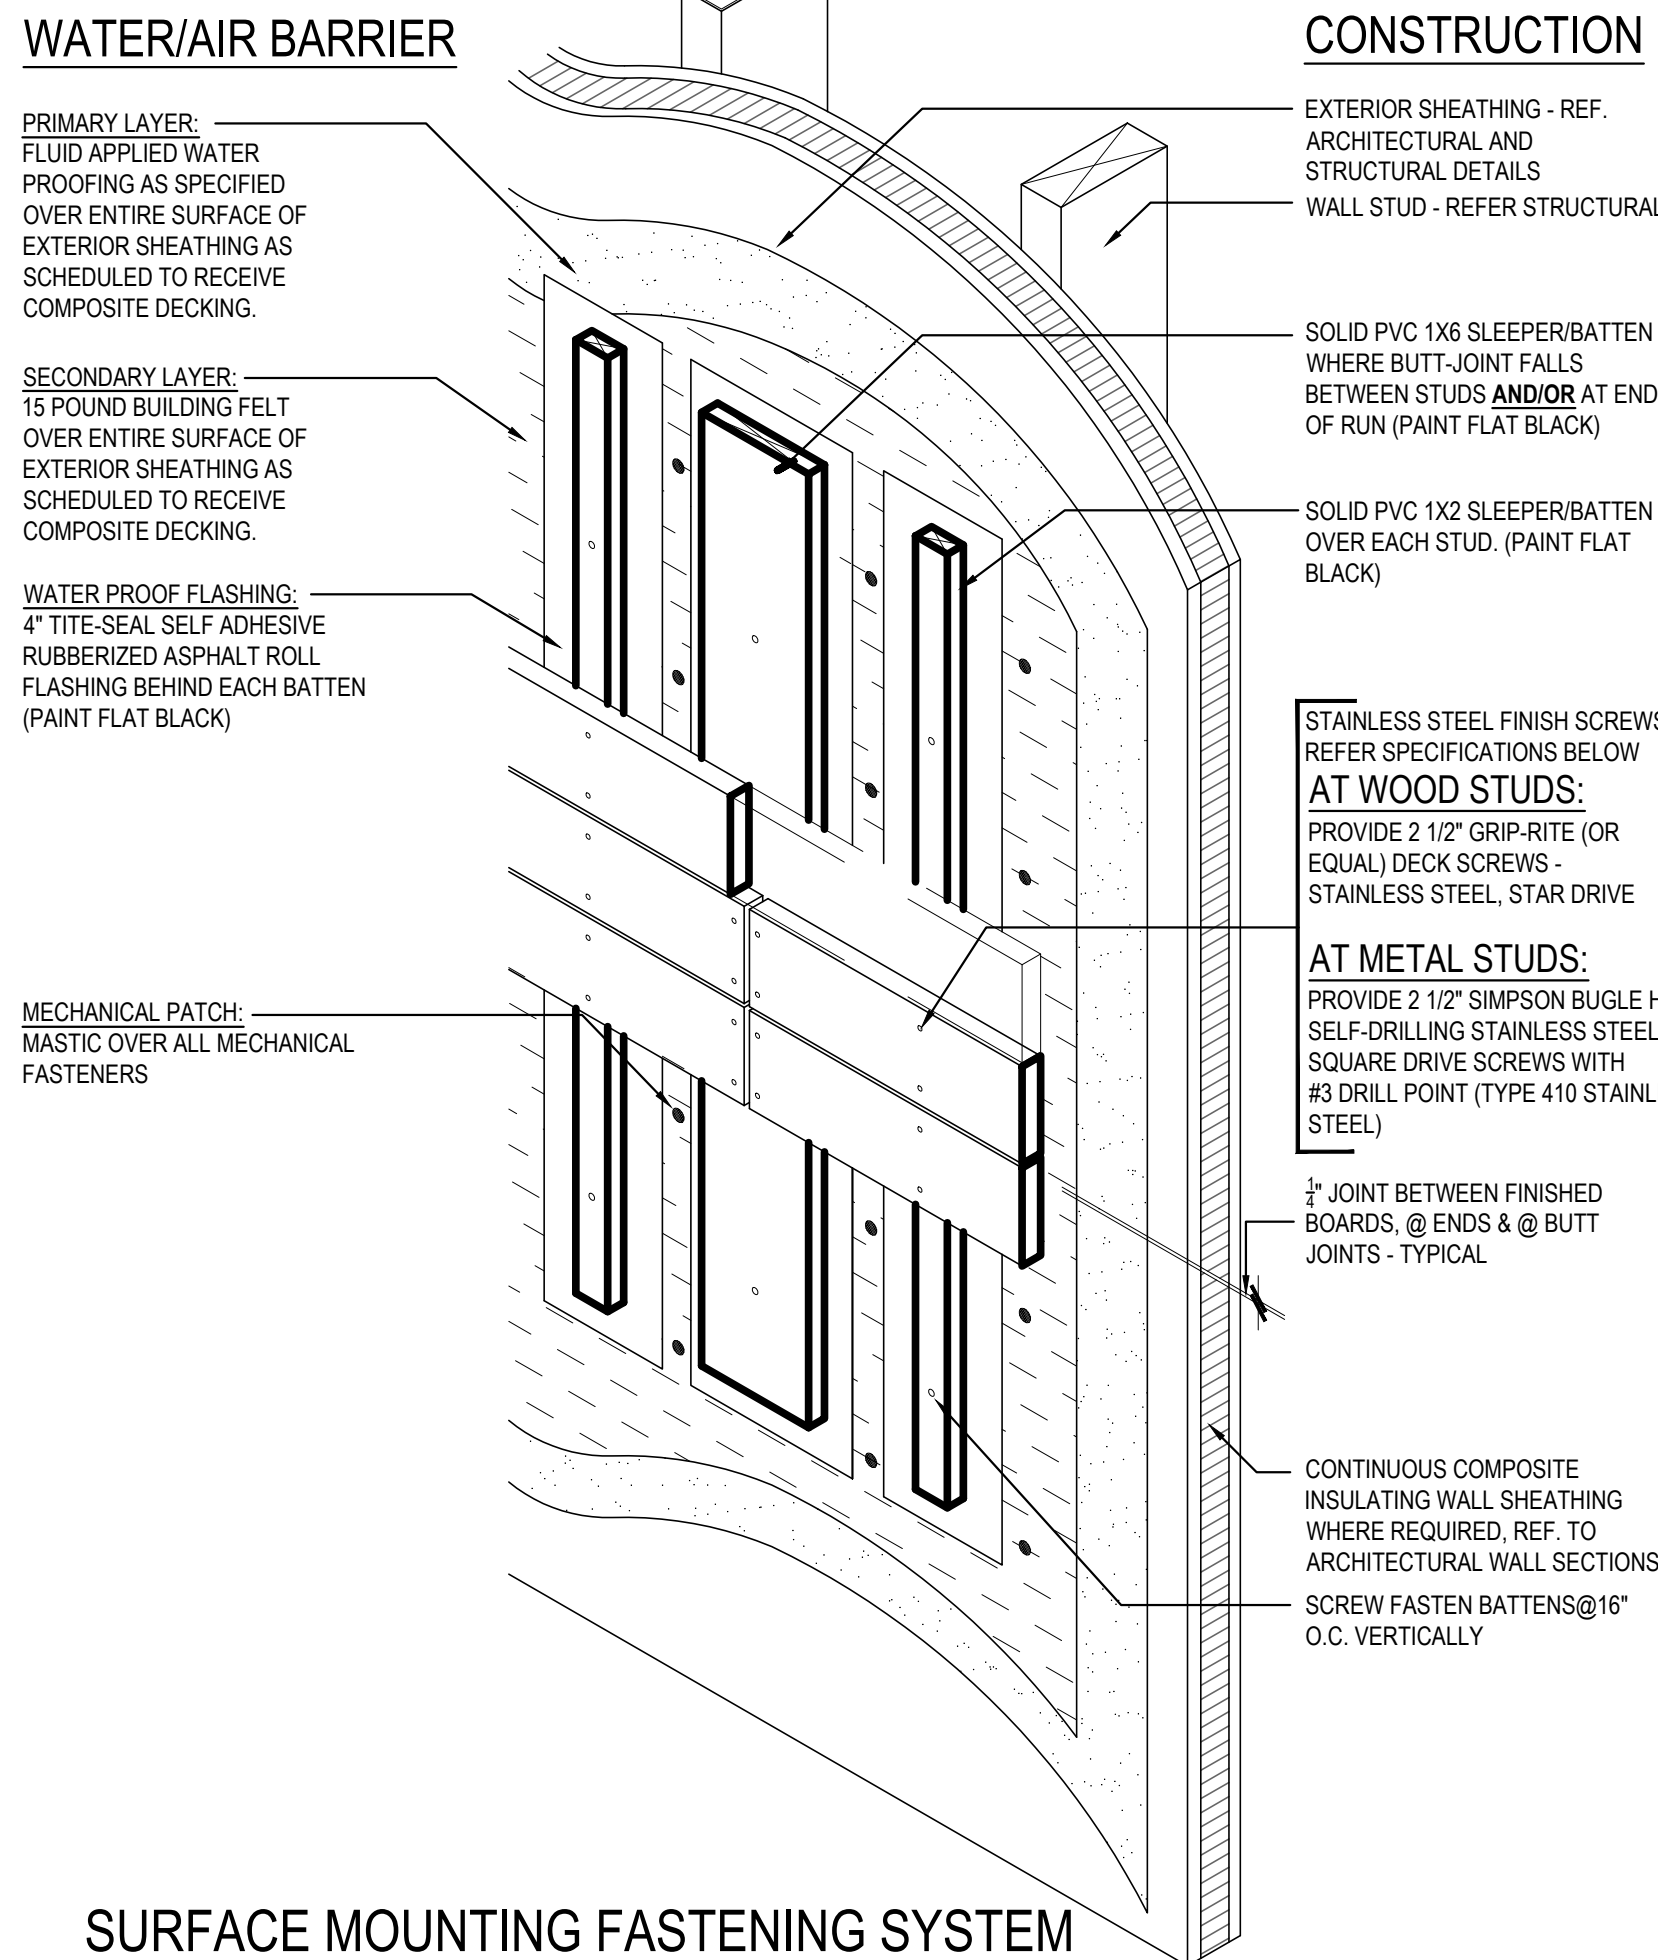 WATER/AIR BARRIER
PRIMARY LAYER:
FLUID APPLIED WATER
PROOFING AS SPECIFIED
OVER ENTIRE SURFACE OF
EXTERIOR SHEATHING AS
SCHEDULED TO RECEIVE
COMPOSITE DECKING.
SECONDARY LAYER:
15 POUND BUILDING FELT
OVER ENTIRE SURFACE OF
EXTERIOR SHEATHING AS
SCHEDULED TO RECEIVE
COMPOSITE DECKING.
WATER PROOF FLASHING:
4" TITE-SEAL SELF ADHESIVE
RUBBERIZED ASPHALT ROLL
FLASHING BEHIND EACH BATTEN
(PAINT FLAT BLACK)
MECHANICAL PATCH:
MASTIC OVER ALL MECHANICAL
FASTENERS
CONSTRUCTION
EXTERIOR SHEATHING - REF.
ARCHITECTURAL AND
STRUCTURAL DETAILS
WALL STUD - REFER STRUCTURAL
SOLID PVC 1X6 SLEEPER/BATTEN
WHERE BUTT-JOINT FALLS
BETWEEN STUDS AND/OR AT END
OF RUN (PAINT FLAT BLACK)
SOLID PVC 1X2 SLEEPER/BATTEN
OVER EACH STUD. (PAINT FLAT
BLACK)
STAINLESS STEEL FINISH SCREWS
REFER SPECIFICATIONS BELOW
AT WOOD STUDS:
PROVIDE 2 1/2" GRIP-RITE (OR
EQUAL) DECK SCREWS -
STAINLESS STEEL, STAR DRIVE
AT METAL STUDS:
PROVIDE 2 1/2" SIMPSON BUGLE
SELF-DRILLING STAINLESS STEEL
SQUARE DRIVE SCREWS WITH
#3 DRILL POINT (TYPE 410
STEEL)
1/4" JOINT BETWEEN FINISHED
BOARDS, @ ENDS & @ BUTT
JOINTS - TYPICAL
CONTINUOUS COMPOSITE
INSULATING WALL SHEATHING
WHERE REQUIRED, REF. TO
ARCHITECTURAL WALL SECTIONS
SCREW FASTEN BATTENS@16"
O.C. VERTICALLY
SURFACE MOUNTING FASTENING SYSTEM